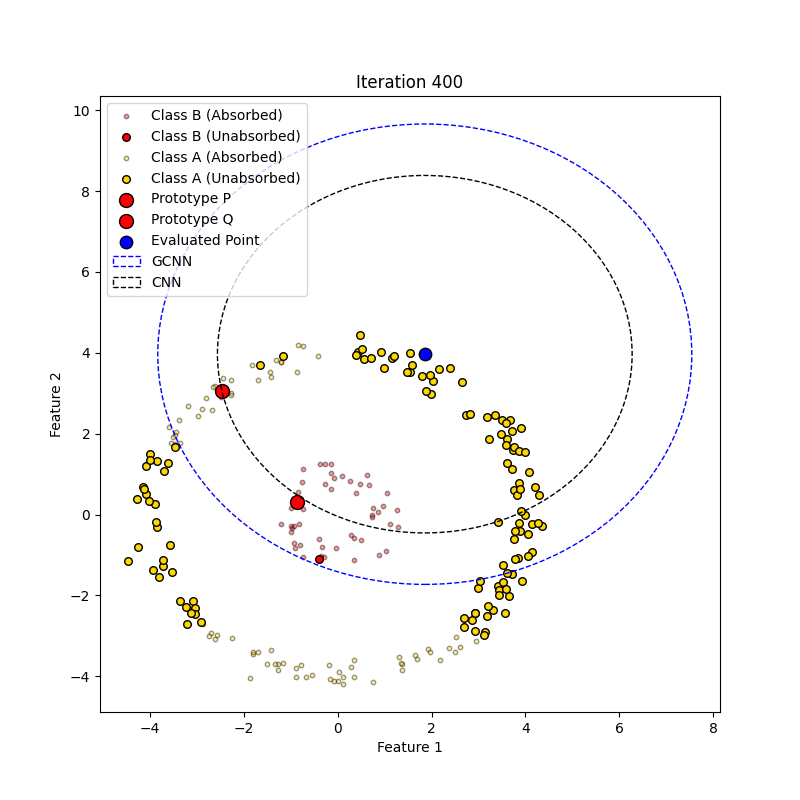 Iteration 400
Class B (Absorbed)
Class B (Unabsorbed)
Class A (Absorbed)
Class A (Unabsorbed)
Prototype P
Prototype Q
Evaluated Point
GCNN
CNN
10
8
6
4
2
0
−2
−4
Feature 2
−4 −2 0 2 4 6 8
Feature 1